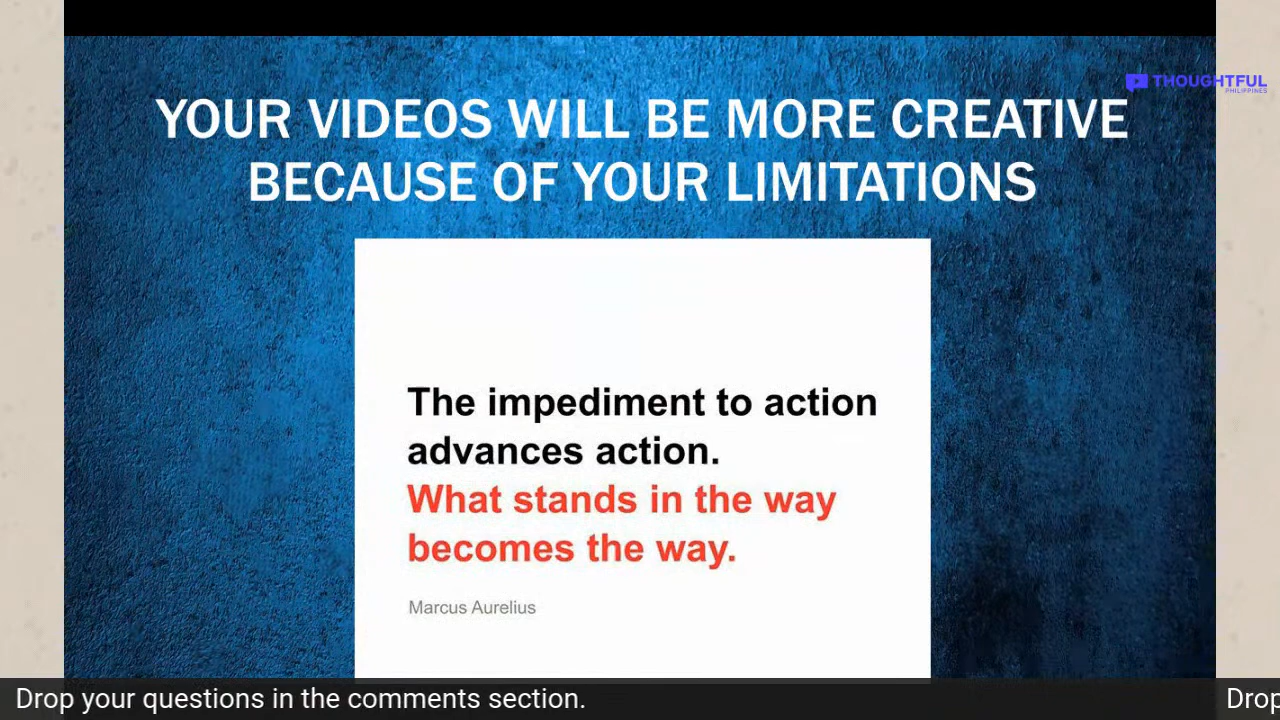 THOUGHTFUL
PHILIPPINES
YOUR VIDEOS WILL BE MORE CREATIVE
BECAUSE OF YOUR LIMITATIONS
The impediment to action
advances action.
What stands in the way
becomes the way.
Marcus Aurelius
Drop your questions in the comments section.
Drop